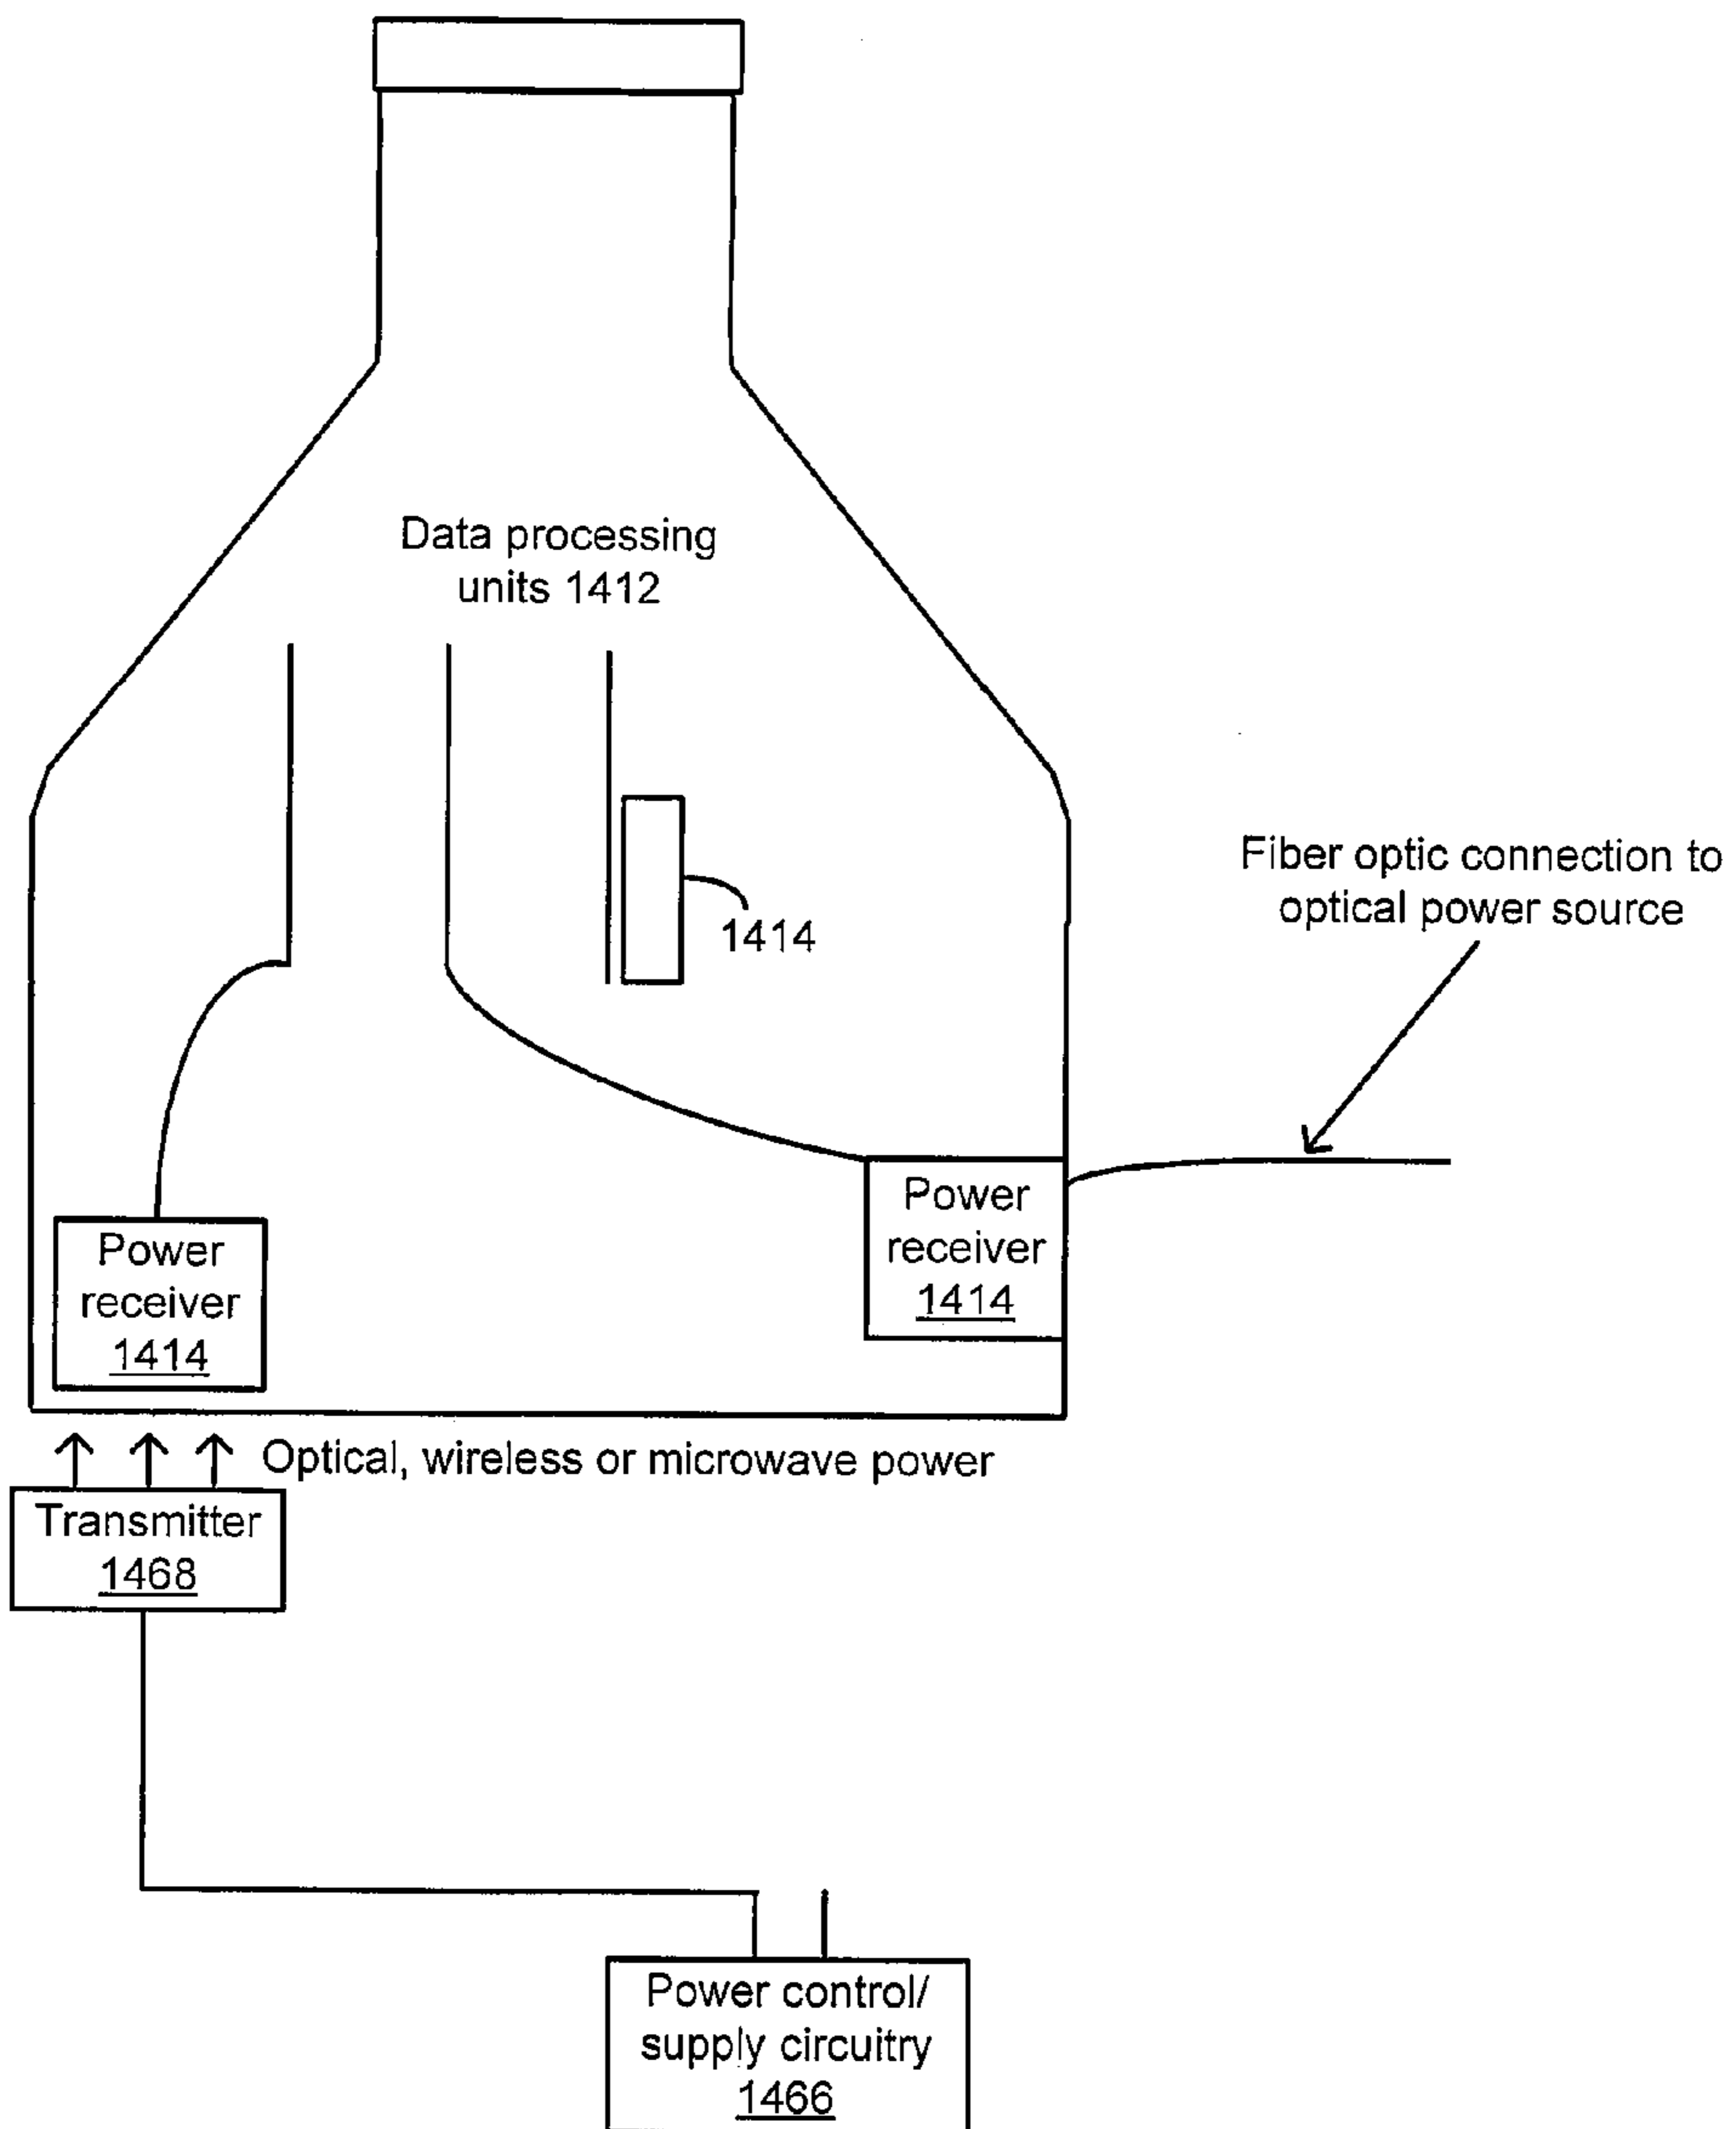 Data processing
units 1412
1414
Fiber optic connection to
optical power source
Power
receiver
1414
Power
receiver
1414
Optical, wireless or microwave power
Transmitter
1468
Power control/
supply circuitry
1466